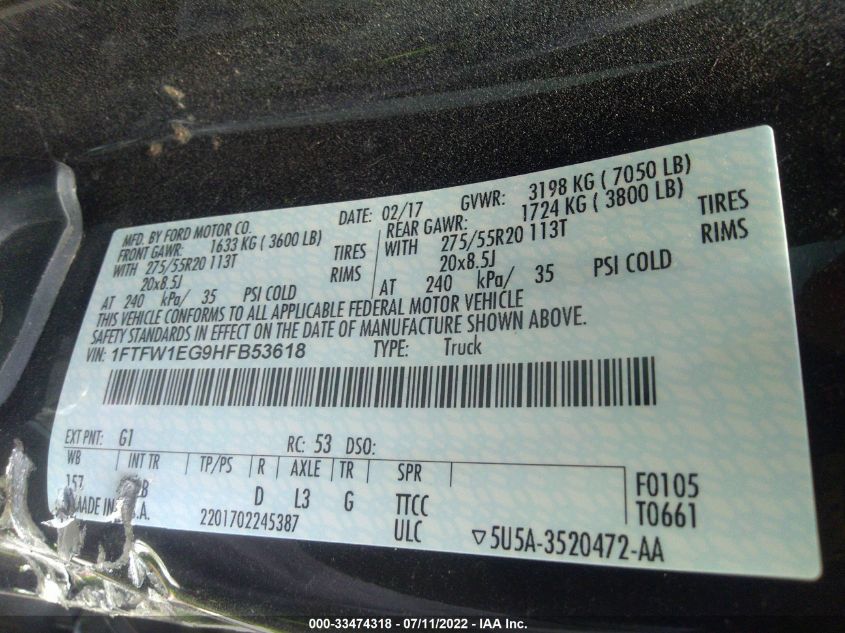 MFD. BY FORD MOTOR CO.
DATE: 02/17 GVWR: 3198 KG ( 7050 LB)
FRONT GAWR: 1633 KG ( 3600 LB)
WITH 275/55R20 113T TIRES
20x8.5J RIMS
AT 240 kPa/ 35 PSI COLD
REAR GAWR: 1724 KG ( 3800 LB)
WITH 275/55R20 113T TIRES
20x8.5J RIMS
AT 240 kPa/ 35 PSI COLD
THIS VEHICLE CONFORMS TO ALL APPLICABLE FEDERAL MOTOR VEHICLE
SAFETY STANDARDS IN EFFECT ON THE DATE OF MANUFACTURE SHOWN ABOVE.
VIN: 1FTFW1EG9HFB53618 TYPE: Truck
EXT PNT: G1 RC: 53 DSO:
WB INT TR TP/PS R AXLE TR SPR
157 D L3 G TTCC F0105
MADE IN 2201702245387 ULC ▽5U5A-3520472-AA T0661
000-33474318 - 07/11/2022 - IAA Inc.